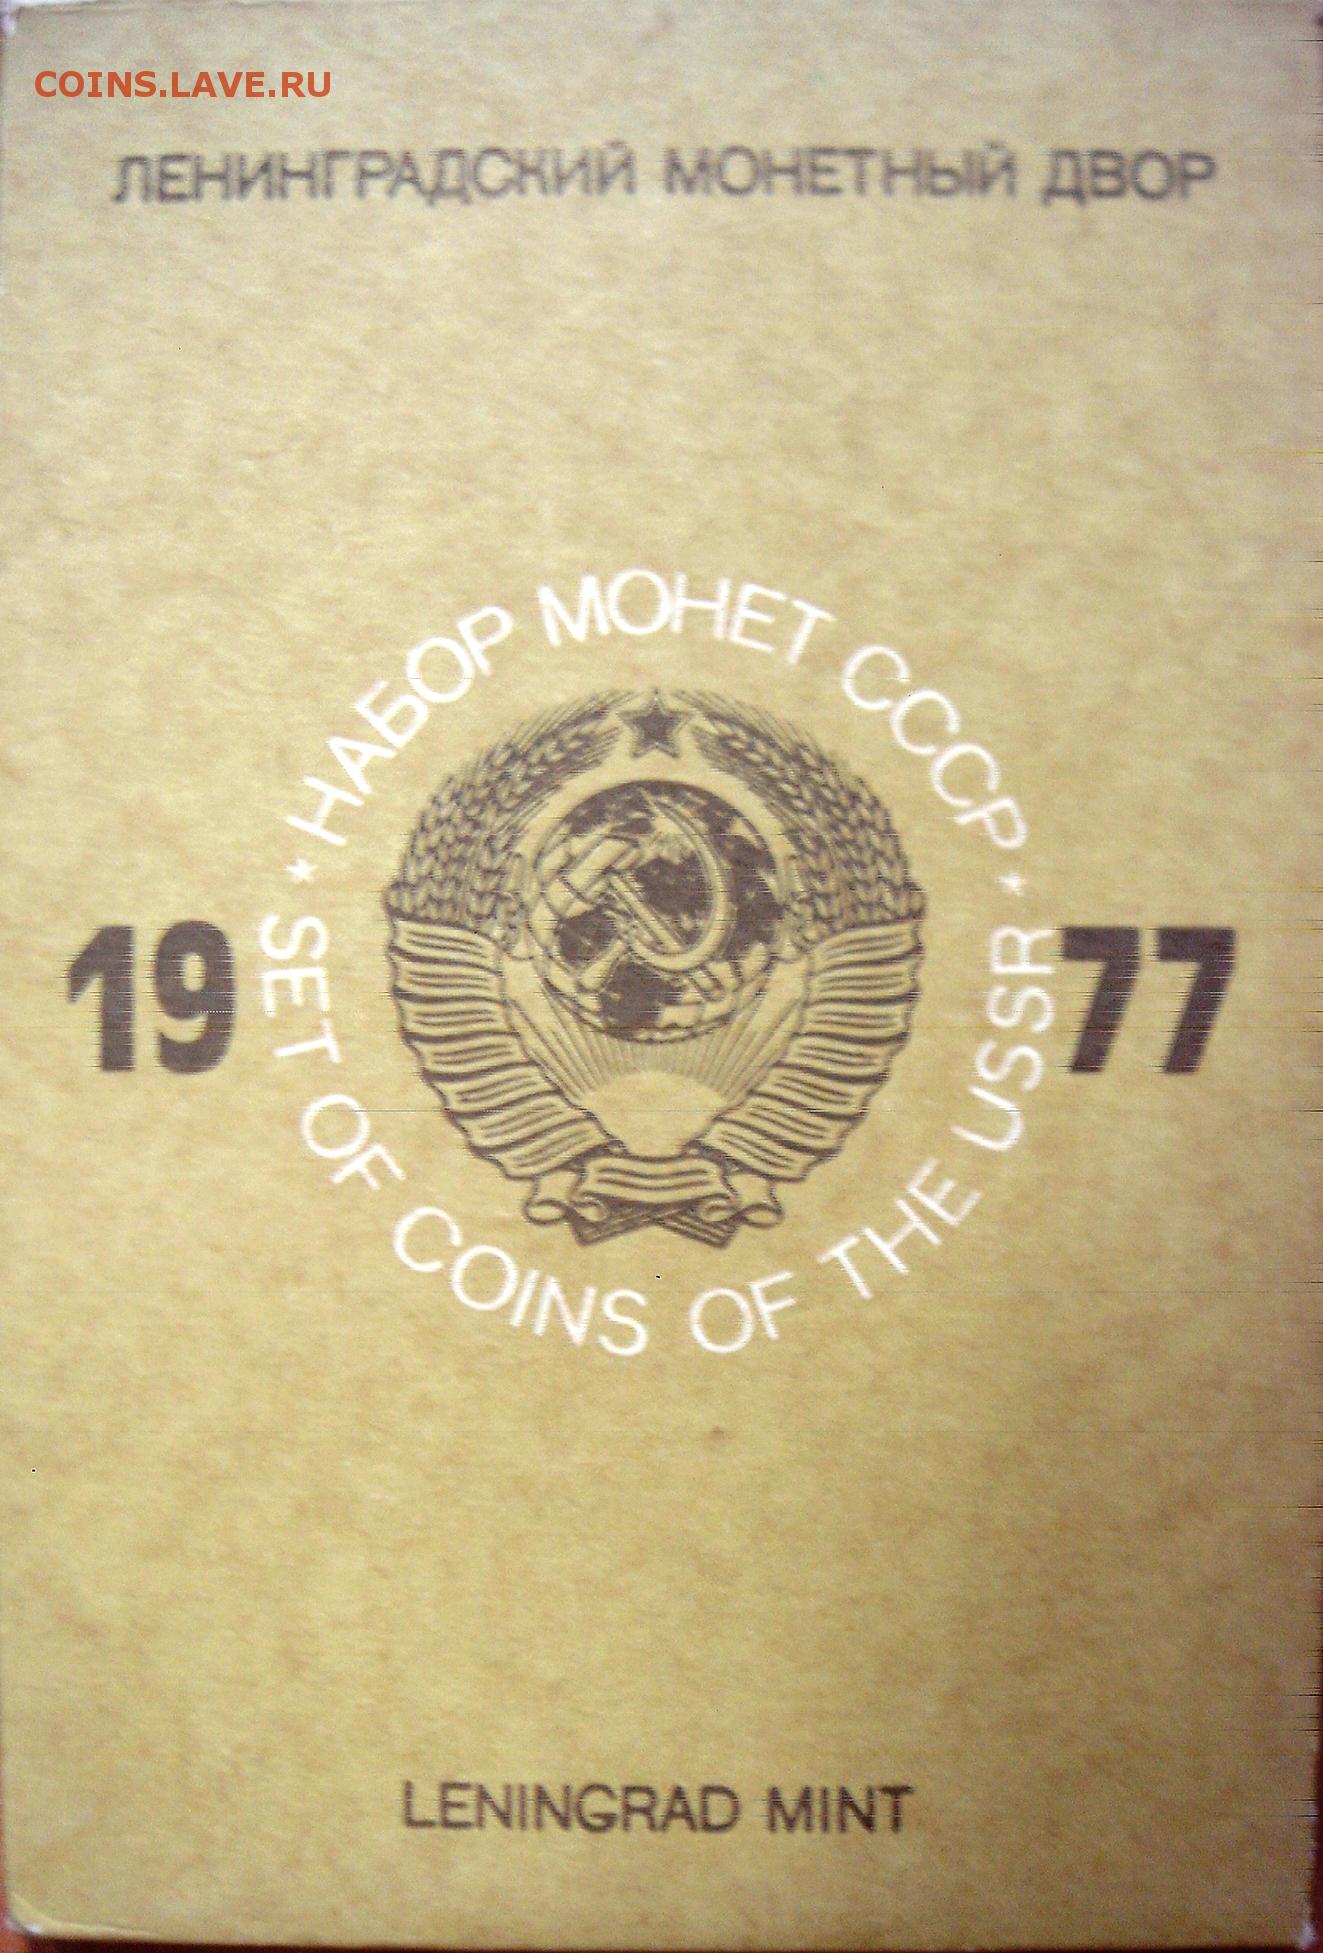 COINS.LAVE.RU
ЛЕНИНГРАДСКИЙ МОНЕТНЫЙ ДВОР
★ НАБОР МОНЕТ СССР ★
19 77
SET OF COINS OF THE USSR
LENINGRAD MINT